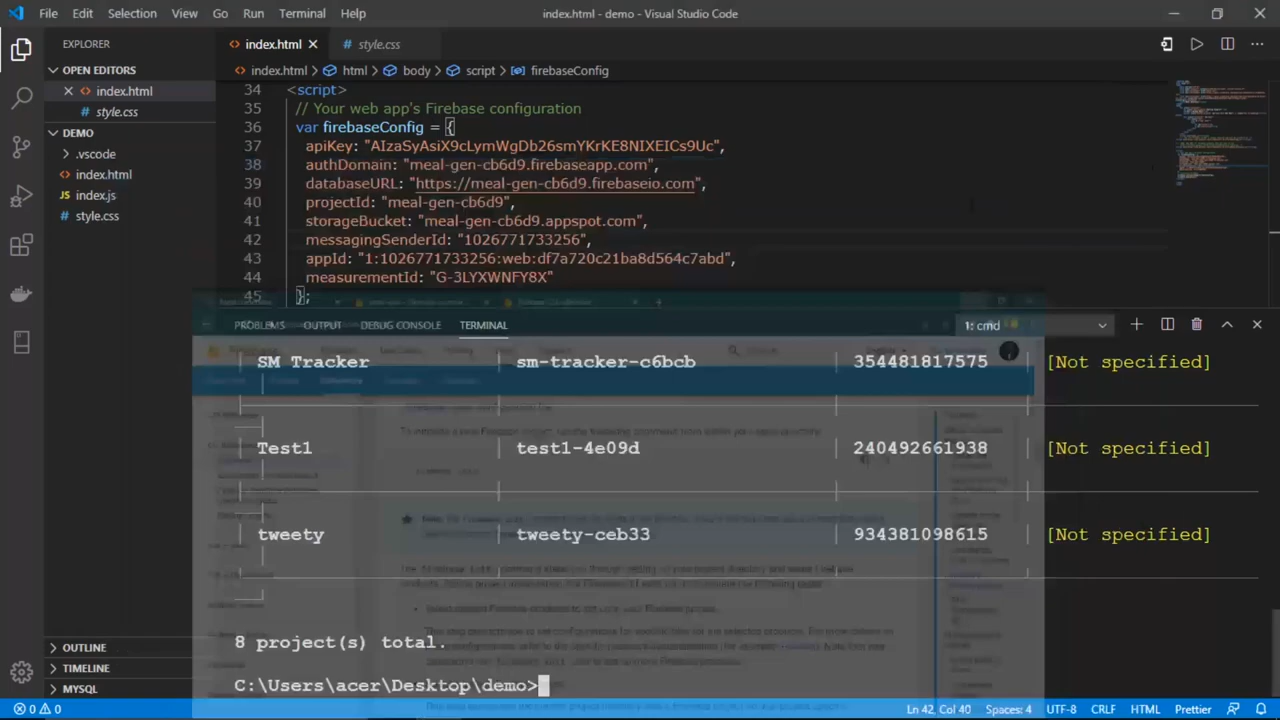 File Edit Selection View Go Run Terminal Help
index.html - demo - Visual Studio Code
EXPLORER
index.html
style.css
OPEN EDITORS
index.html > html > body > script > firebaseConfig
index.html
style.css
DEMO
.vscode
index.html
index.js
style.css
34 <script>
35 // Your web app's Firebase configuration
36 var firebaseConfig = {
37 apiKey: "AIzaSyAsiX9cLymWgDb26smYKrKE8NIXEICs9Uc",
38 authDomain: "meal-gen-cb6d9.firebaseapp.com",
39 databaseURL: "https://meal-gen-cb6d9.firebaseio.com",
40 projectId: "meal-gen-cb6d9",
41 storageBucket: "meal-gen-cb6d9.appspot.com",
42 messagingSenderId: "1026771733256",
43 appId: "1:1026771733256:web:df7a720c21ba8d564c7abd",
44 measurementId: "G-3LYXWNFY8X"
45 };
PROBLEMS OUTPUT DEBUG CONSOLE TERMINAL
1: cmd
SM Tracker | sm-tracker-c6bcb | 354481817575 | [Not specified]
Test1 | test1-4e09d | 240492661938 | [Not specified]
tweety | tweety-ceb33 | 934381098615 | [Not specified]
8 project(s) total.
C:\Users\acer\Desktop\demo>
OUTLINE
TIMELINE
MYSQL
0 0
Ln 42, Col 40 Spaces: 4 UTF-8 CRLF HTML Prettier